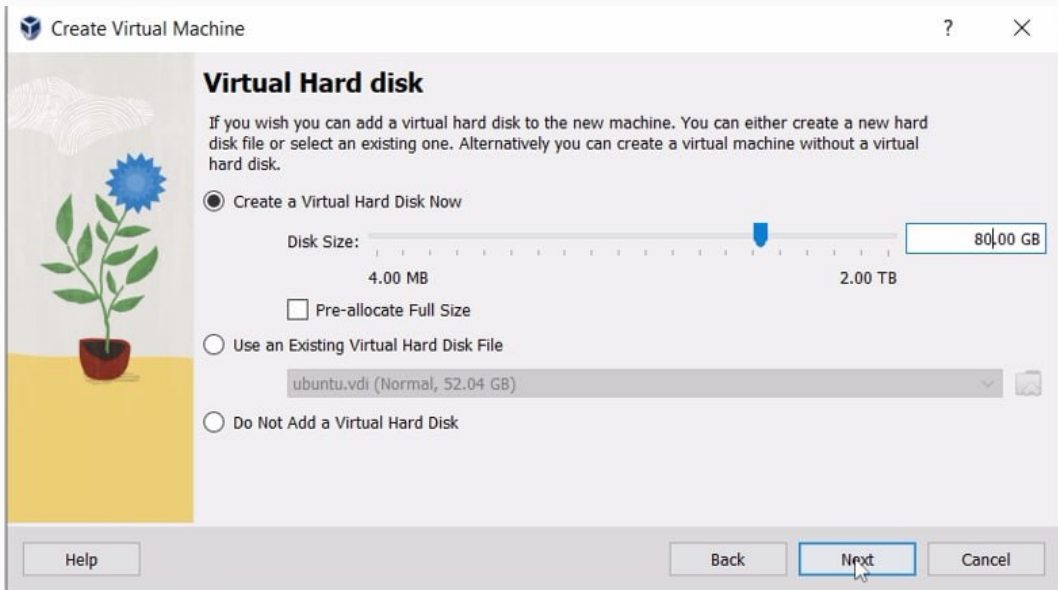 Create Virtual Machine
?
Virtual Hard disk
If you wish you can add a virtual hard disk to the new machine. You can either create a new hard
disk file or select an existing one. Alternatively you can create a virtual machine without a virtual
hard disk.
Create a Virtual Hard Disk Now
Disk Size:
80.00 GB
4.00 MB
2.00 TB
Pre-allocate Full Size
Use an Existing Virtual Hard Disk File
ubuntu.vdi (Normal, 52.04 GB)
Do Not Add a Virtual Hard Disk
Help
Back
Next
Cancel